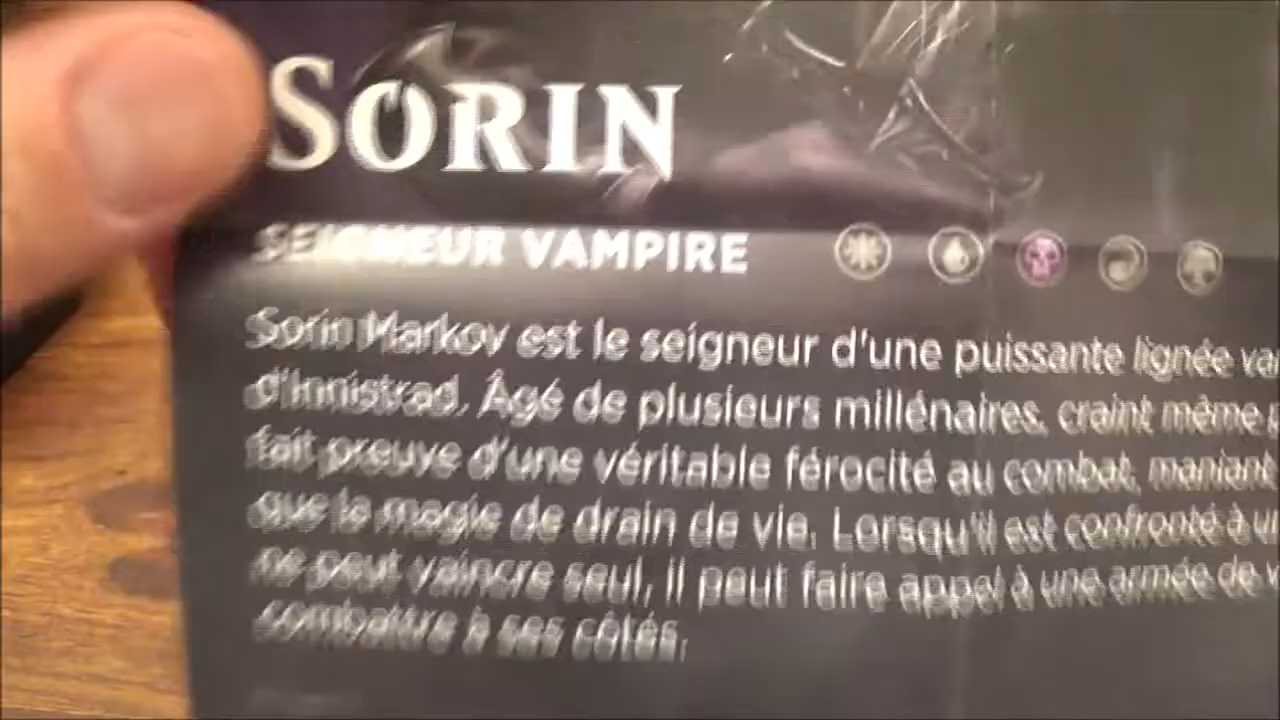 SORIN
SEIGNEUR VAMPIRE
Sorin Markov est le seigneur d'une puissante lignée
d'Innistrad. Âgé de plusieurs millénaires, craint même
fait preuve d'une véritable férocité au combat, maniant
que la magie de drain de vie. Lorsqu'il est confronté à
ne peut vaincre seul, il peut faire appel à une armée de
combattre à ses côtés.